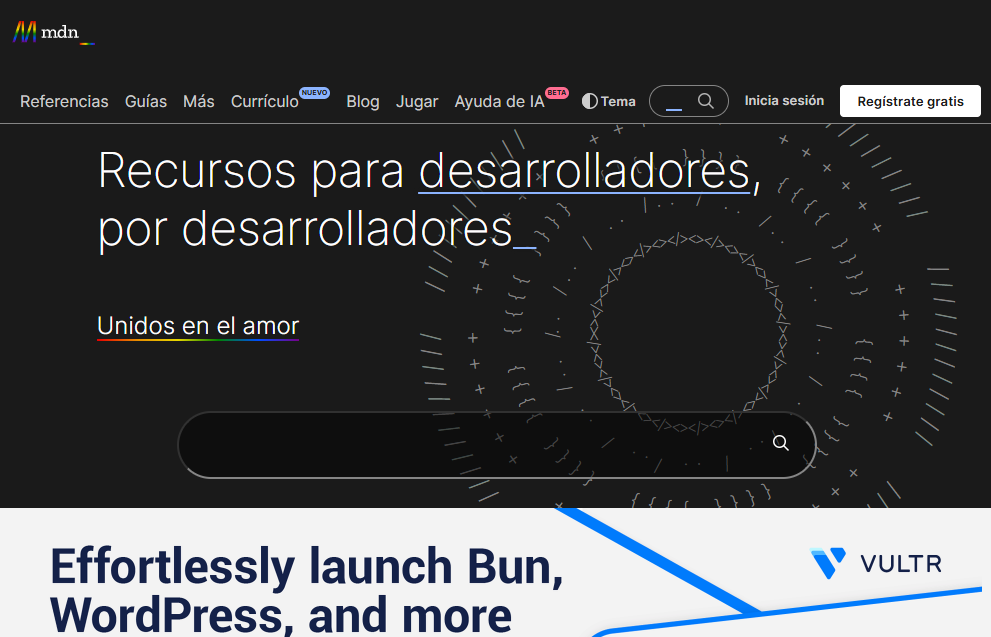 mdn
Referencias Guías Más Currículo NUEVO Blog Jugar Ayuda de IA BETA Tema Inicia sesión Regístrate gratis
Recursos para desarrolladores,
por desarrolladores_
Unidos en el amor
Effortlessly launch Bun,
WordPress, and more
VULTR